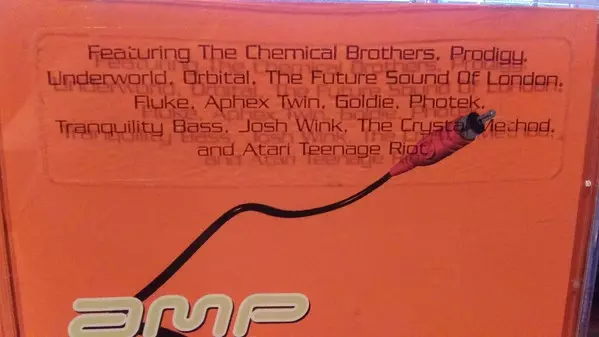 Featuring The Chemical Brothers, Prodigy,
Underworld, Orbital, The Future Sound Of London,
Fluke, Aphex Twin, Goldie, Photek,
Tranquility Bass, Josh Wink, The Crystal Method,
and Atari Teenage Riot.
amp